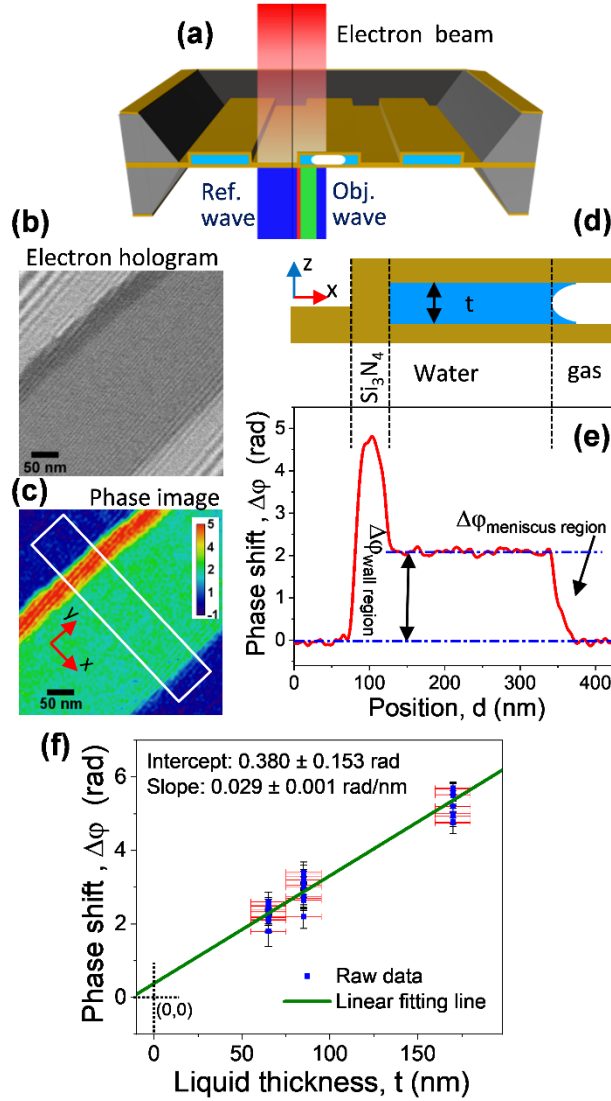 (a)
Electron beam
Ref. wave
Obj. wave
(b)
Electron hologram
50 nm
(c)
Phase image
5
4
2
1
-1
y
x
50 nm
(d)
z
x
t
Si₃N₄
Water
gas
(e)
Phase shift , Δφ (rad)
5
4
3
2
1
0
Δφwall region
Δφmeniscus region
0
100
200
300
400
Position, d (nm)
(f)
Intercept: 0.380 ± 0.153 rad
Slope: 0.029 ± 0.001 rad/nm
Phase shift , Δφ (rad)
6
4
2
0
(0,0)
Raw data
Linear fitting line
0
50
100
150
Liquid thickness, t (nm)